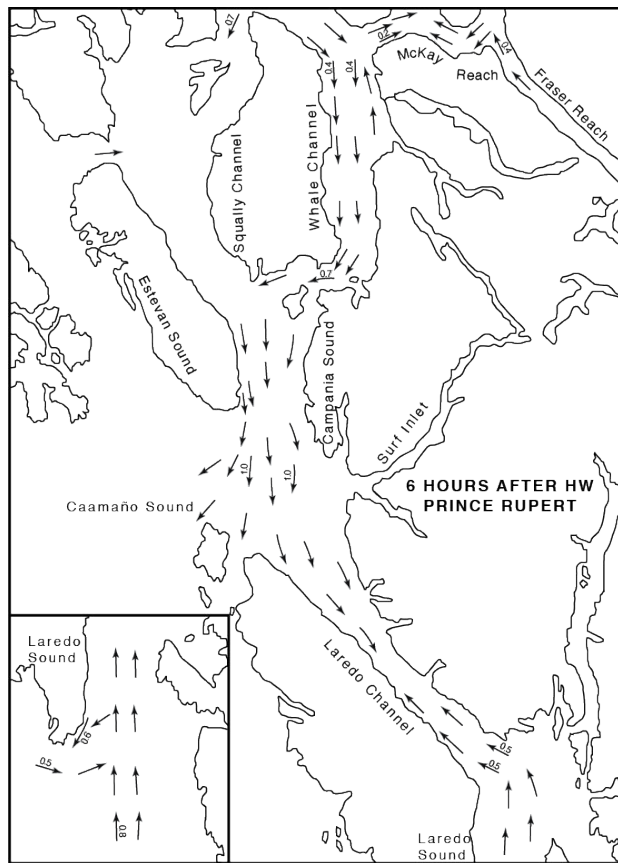 0.7
0.4
0.4
0.2
McKay
Reach
0.4
Fraser Reach
Squally Channel
Whale Channel
Estevan Sound
0.7
Campania Sound
Surf Inlet
1.0
1.0
6 HOURS AFTER HW
PRINCE RUPERT
Caamaño Sound
Laredo Channel
0.5
0.5
Laredo
Sound
Laredo
Sound
0.6
0.5
0.8